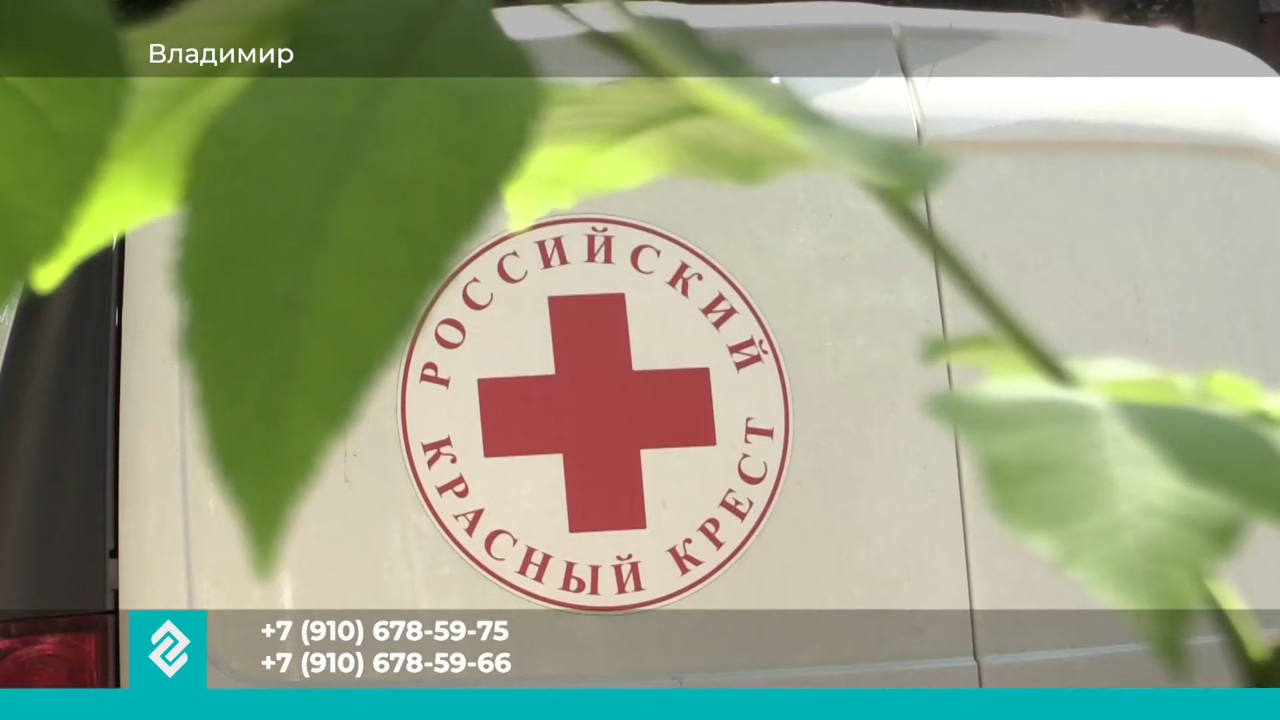 Владимир
РОССИЙСКИЙ
КРАСНЫЙ КРЕСТ
+7 (910) 678-59-75
+7 (910) 678-59-66